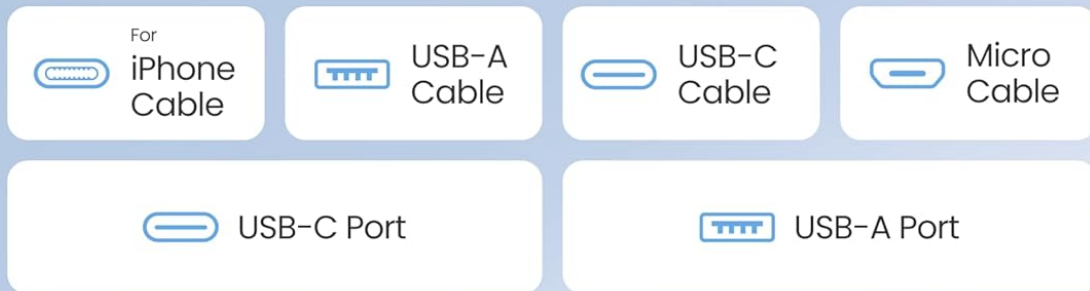 For
iPhone
Cable
USB-A
Cable
USB-C
Cable
Micro
Cable
USB-C Port
USB-A Port